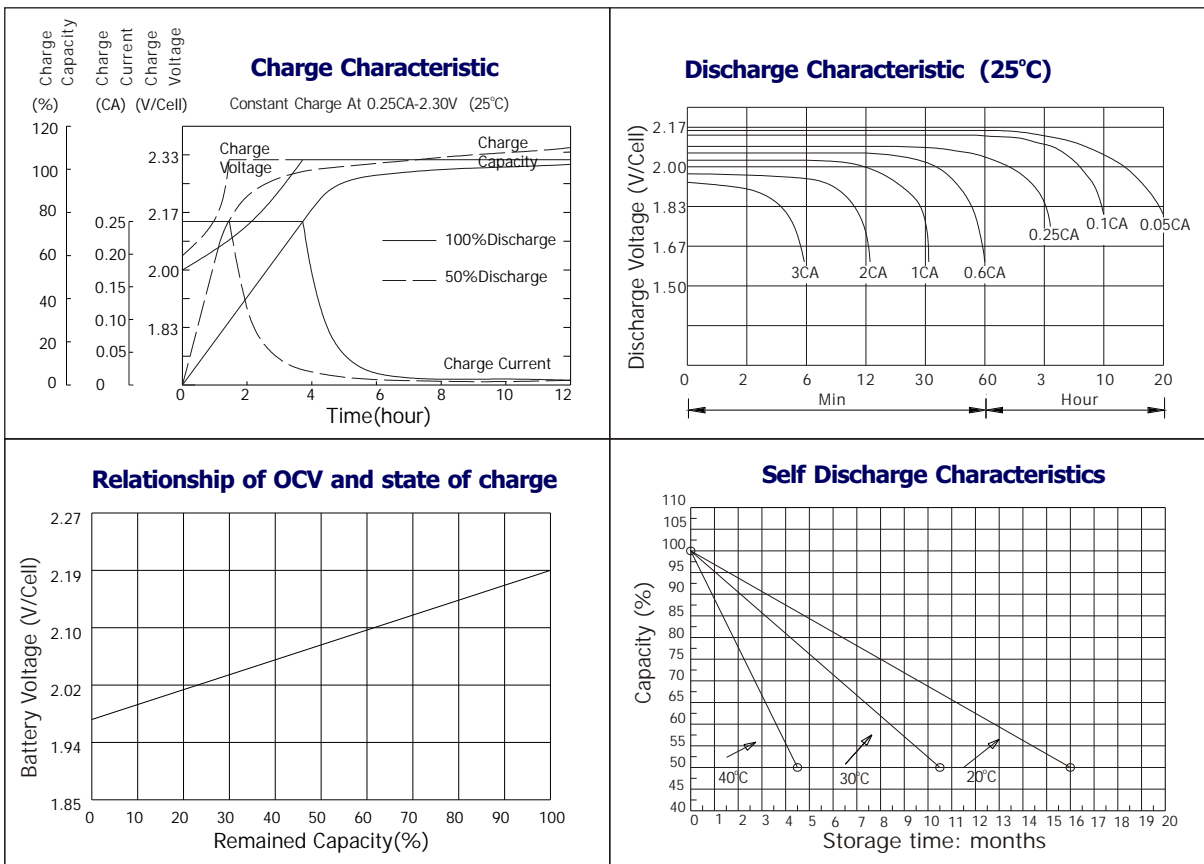 Charge Capacity
Charge Current
Charge Voltage
Charge Characteristic
(%) (CA) (V/Cell)
Constant Charge At 0.25CA-2.30V (25°C)
120
100
80
60
40
20
0
0.25
0.20
0.15
0.10
0.05
0
2.33
2.17
2.00
1.83
Charge Voltage
Charge Capacity
100%Discharge
50%Discharge
Charge Current
0 2 4 6 8 10 12
Time(hour)
Discharge Characteristic (25°C)
Discharge Voltage (V/Cell)
2.17
2.00
1.83
1.67
1.50
3CA 2CA 1CA 0.6CA 0.25CA 0.1CA 0.05CA
0 2 6 12 30 60 3 10 20
Min Hour
Relationship of OCV and state of charge
Battery Voltage (V/Cell)
2.27
2.19
2.10
2.02
1.94
1.85
0 10 20 30 40 50 60 70 80 90 100
Remained Capacity(%)
Self Discharge Characteristics
Capacity (%)
110
105
100
95
90
85
80
75
70
65
60
55
50
45
40
40°C 30°C 20°C
0 1 2 3 4 5 6 7 8 9 10 11 12 13 14 15 16 17 18 19 20
Storage time: months